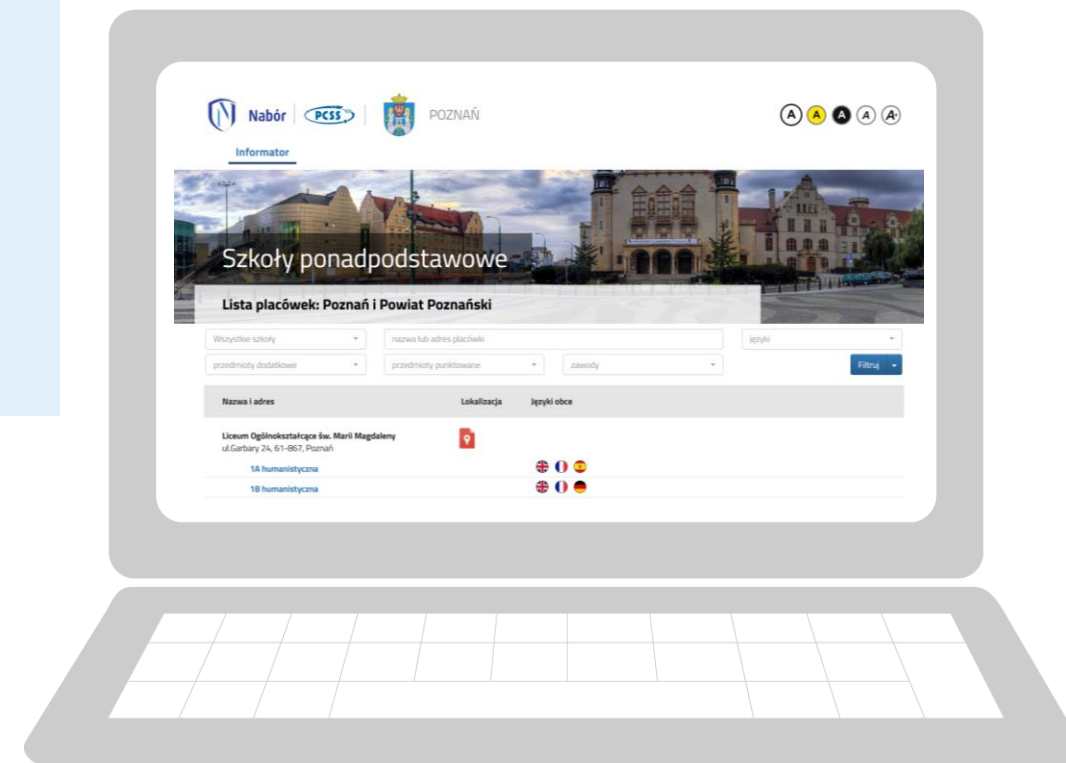 Nabór PCSS POZNAŃ A A A A A+
Informator
Szkoły ponadpodstawowe
Lista placówek: Poznań i Powiat Poznański
Wszystkie szkoły nazwa lub adres placówki języki
przedmioty dodatkowe przedmioty punktowane zawody Filtruj
Nazwa i adres Lokalizacja Języki obce
Liceum Ogólnokształcące św. Marii Magdaleny
ul.Garbary 24, 61-867, Poznań
1A humanistyczna
1B humanistyczna